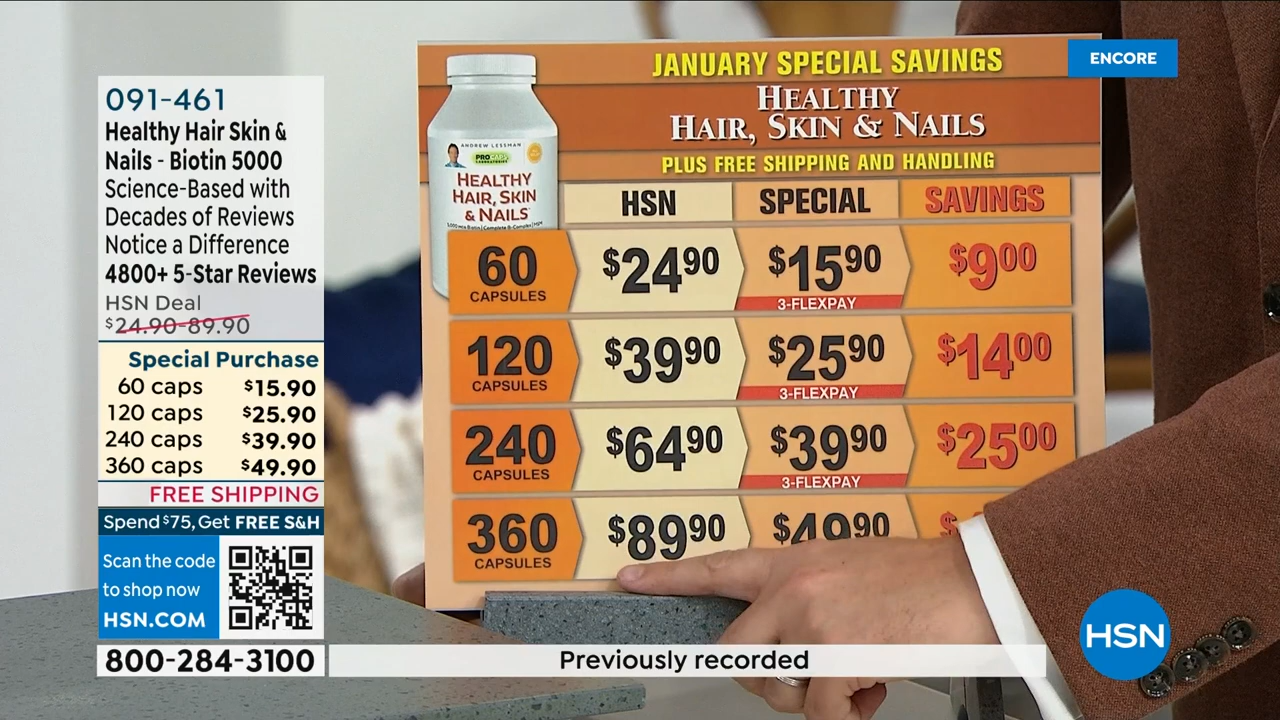 091-461
Healthy Hair Skin &
Nails - Biotin 5000
Science-Based with
Decades of Reviews
Notice a Difference
4800+ 5-Star Reviews
HSN Deal
$24.90-89.90
Special Purchase
60 caps $15.90
120 caps $25.90
240 caps $39.90
360 caps $49.90
FREE SHIPPING
Spend $75, Get FREE S&H
Scan the code
to shop now
HSN.COM
800-284-3100
Previously recorded
ENCORE
HSN
JANUARY SPECIAL SAVINGS
HEALTHY
HAIR, SKIN & NAILS
PLUS FREE SHIPPING AND HANDLING
ANDREW LESSMAN
PROCAPS
LABORATORIES
HEALTHY
HAIR, SKIN
& NAILS
HSN SPECIAL SAVINGS
60 CAPSULES $24.90 $15.90 $9.00
3-FLEXPAY
120 CAPSULES $39.90 $25.90 $14.00
3-FLEXPAY
240 CAPSULES $64.90 $39.90 $25.00
3-FLEXPAY
360 CAPSULES $89.90 $49.90